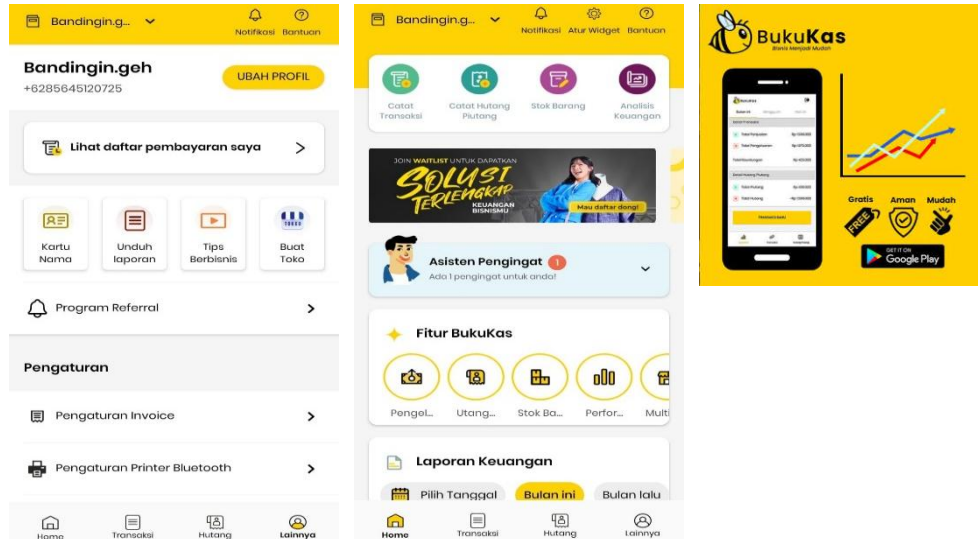 Bandingin.g...
Notifikasi Bantuan
Bandingin.geh
+6285645120725
UBAH PROFIL
Lihat daftar pembayaran saya
Kartu Nama
Unduh laporan
Tips Berbisnis
Buat Toko
Program Referral
Pengaturan
Pengaturan Invoice
Pengaturan Printer Bluetooth
Home Transaksi Hutang Lainnya
Bandingin.g...
Notifikasi Atur Widget Bantuan
Catat Transaksi
Catat Hutang Piutang
Stok Barang
Analisis Keuangan
JOIN WAITLIST UNTUK DAPATKAN
SOLUSI
TERLENGKAP
KEUANGAN
BISNISMU
Mau daftar dong!
Asisten Pengingat 1
Ada 1 pengingat untuk anda!
Fitur BukuKas
Pengel... Utang... Stok Ba... Perfor... Multi
Laporan Keuangan
Pilih Tanggal Bulan ini Bulan lalu
Home Transaksi Hutang Lainnya
BukuKas
Bisnis Menjadi Mudah
Gratis Aman Mudah
FREE
GET IT ON
Google Play